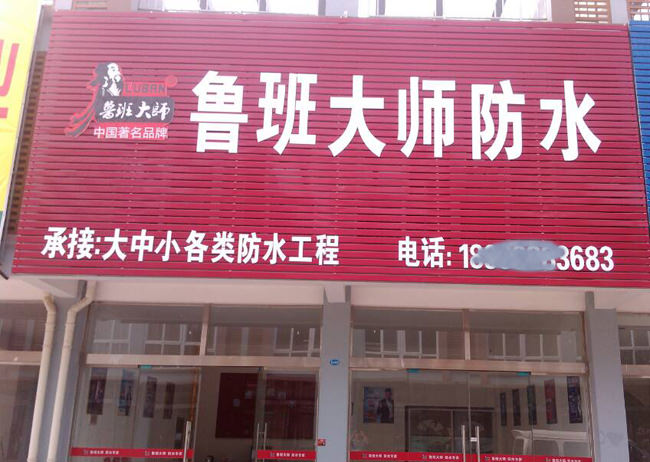 LUBAN
鲁班大师
中国著名品牌
鲁班大师防水
承接:大中小各类防水工程
电话: 18 3683